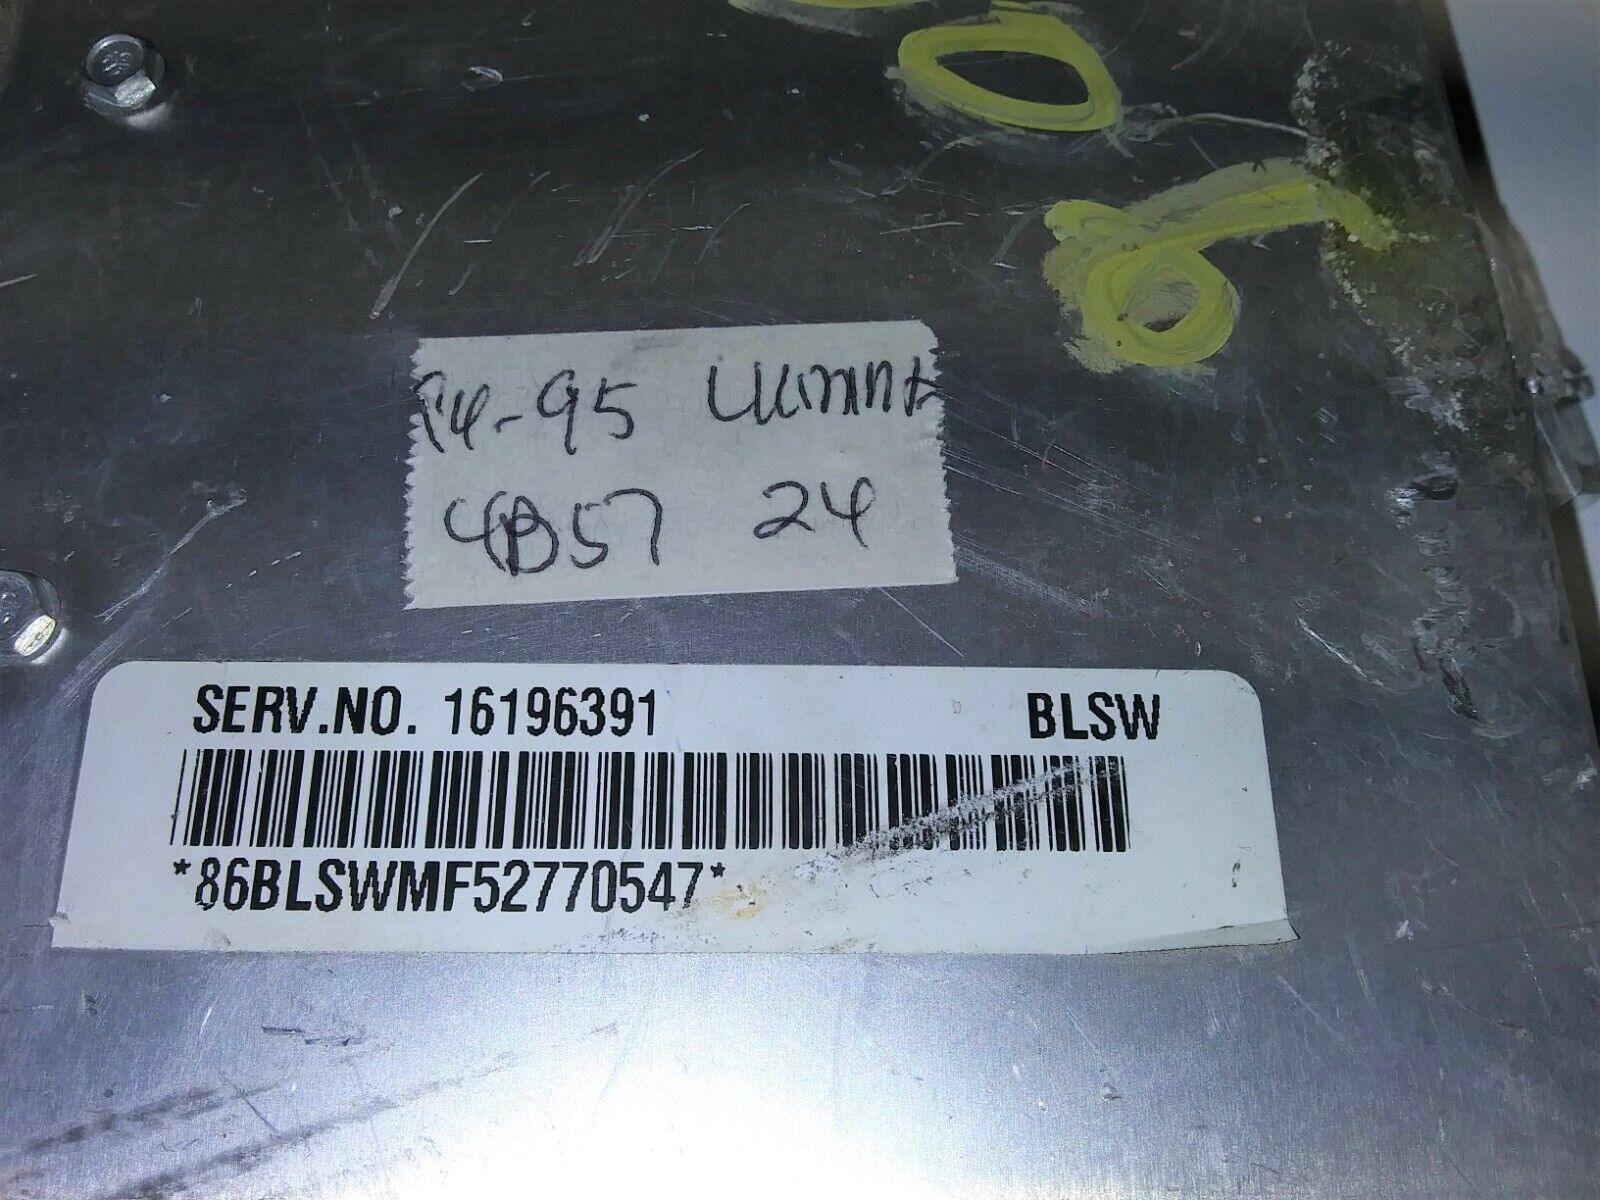 94-95 Lumina
4B57 24
SERV.NO. 16196391 BLSW
*86BLSWMF52770547*